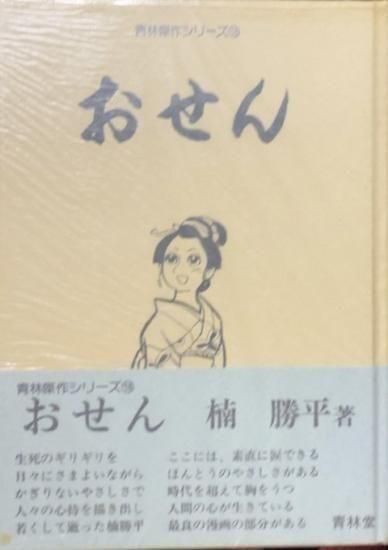 青林傑作シリーズ⑱
おせん
青林傑作シリーズ⑱
おせん 楠 勝平著
生死のギリギリを
日々にさまよいながら
かぎりないやさしさで
人々の心持を描き出し
若くして逝った楠勝平
ここには、素直に涙できる
ほんとうのやさしさがある
時代を超えて胸をうつ
人間の心が生きている
最良の漫画の部分がある
青林堂